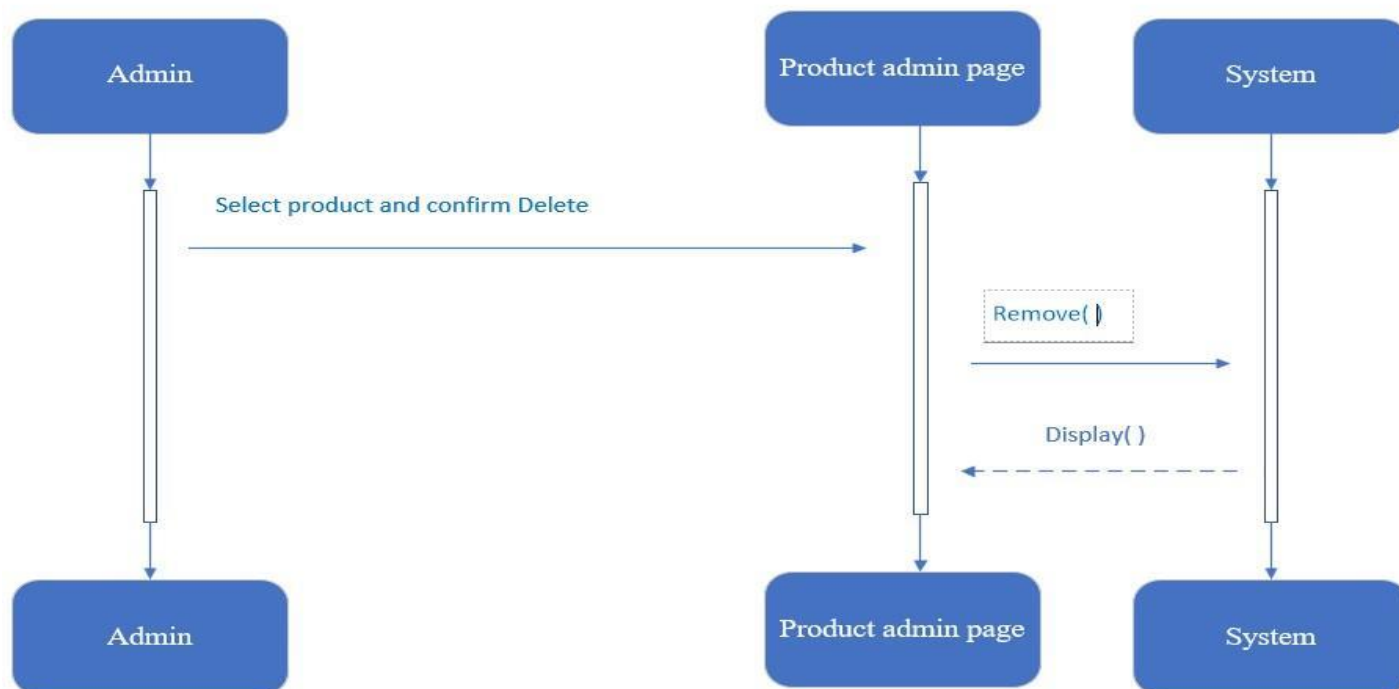 Admin
Product admin page
System
Select product and confirm Delete
Remove( )
Display( )
Admin
Product admin page
System